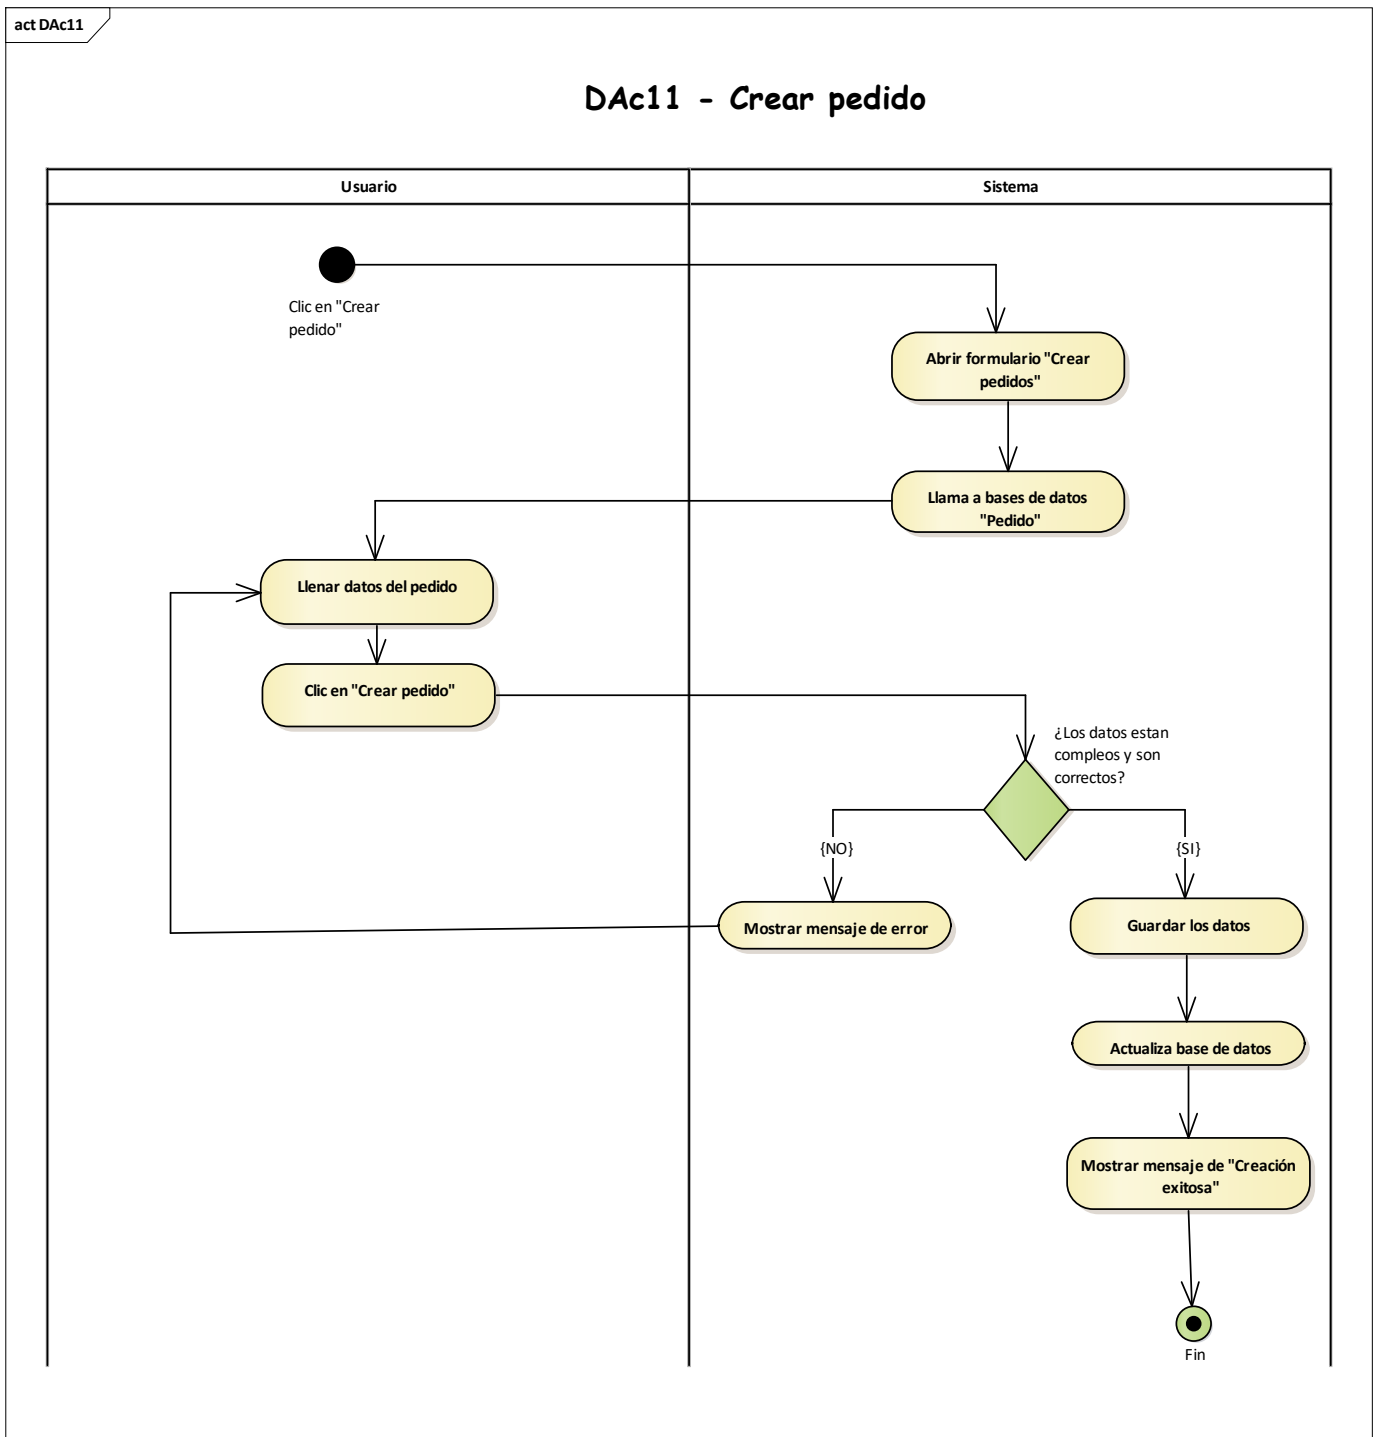 act DAc11
DAc11 - Crear pedido
Usuario
Sistema
Clic en "Crear
pedido"
Abrir formulario "Crear
pedidos"
Llama a bases de datos
"Pedido"
Llenar datos del pedido
Clic en "Crear pedido"
¿Los datos estan
compleos y son
correctos?
{NO}
{SI}
Mostrar mensaje de error
Guardar los datos
Actualiza base de datos
Mostrar mensaje de "Creación
exitosa"
Fin